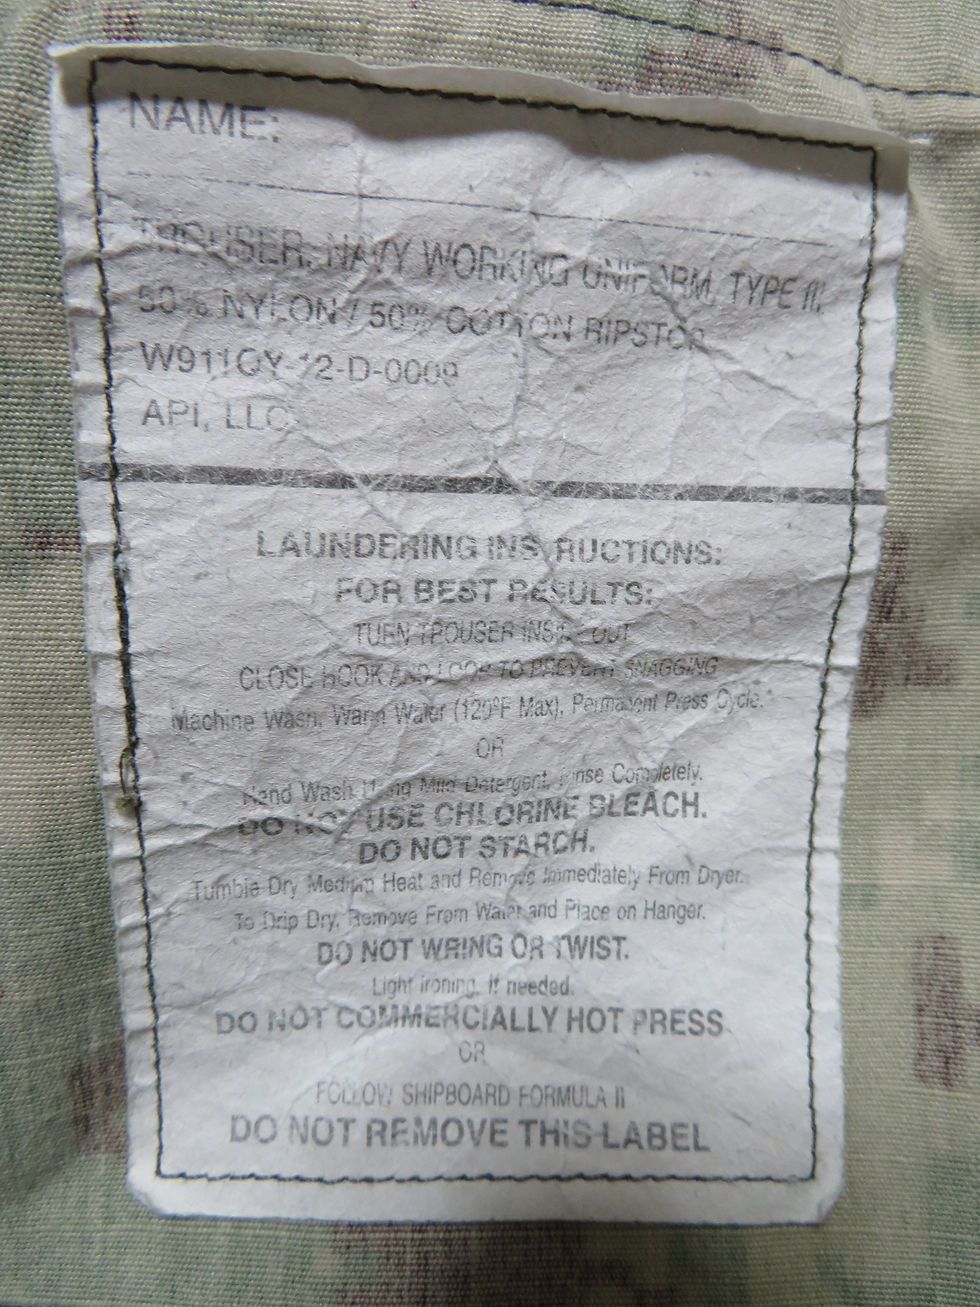 NAME:
TROUSER, NAVY WORKING UNIFORM, TYPE III,
50% NYLON / 50% COTTON RIPSTOP
W911QY-12-D-0009
API, LLC
LAUNDERING INSTRUCTIONS:
FOR BEST RESULTS:
TURN TROUSER INSIDE OUT
CLOSE HOOK AND LOOP TO PREVENT SNAGGING
Machine Wash, Warm Water (120ºF Max), Permanent Press Cycle.
OR
Hand Wash Using Mild Detergent, Rinse Completely.
DO NOT USE CHLORINE BLEACH.
DO NOT STARCH.
Tumble Dry Medium Heat and Remove Immediately From Dryer.
To Drip Dry, Remove From Water and Place on Hanger.
DO NOT WRING OR TWIST.
Light ironing, if needed.
DO NOT COMMERCIALLY HOT PRESS
OR
FOLLOW SHIPBOARD FORMULA II
DO NOT REMOVE THIS LABEL